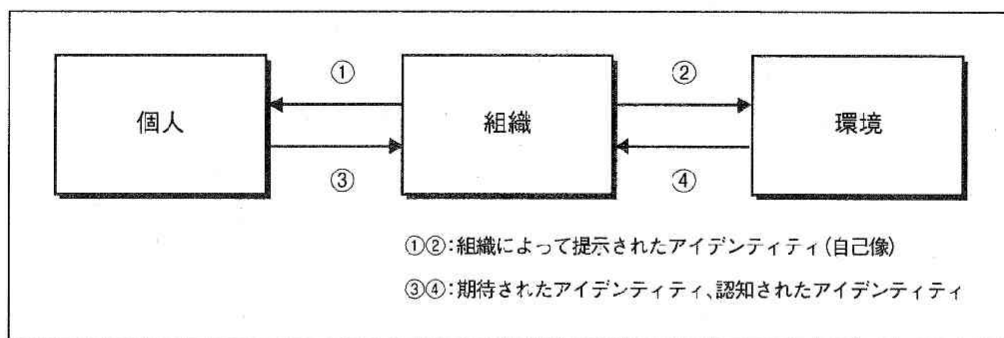 ① ②
個人 組織 環境
③ ④
①②:組織によって提示されたアイデンティティ(自己像)
③④:期待されたアイデンティティ、認知されたアイデンティティ